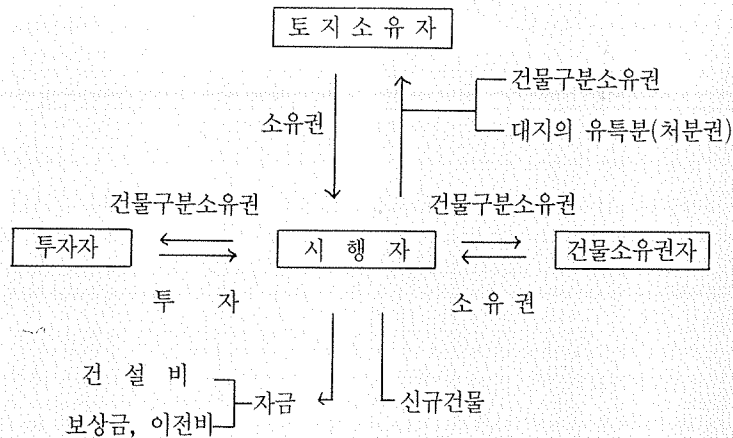 토 지 소 유 자
건물구분소유권
소유권
대지의 유특분(처분권)
건물구분소유권
건물구분소유권
투자자
시 행 자
건물소유권자
투 자
소 유 권
건 설 비
자금
신규건물
보상금, 이전비